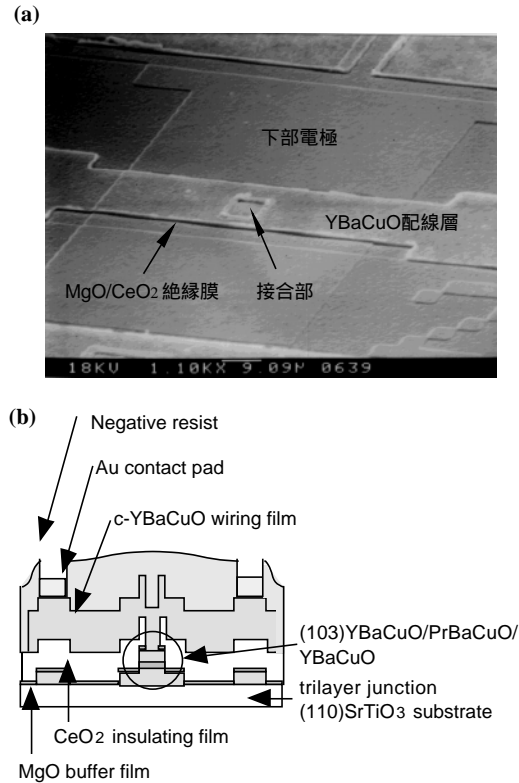 (a)
下部電極
YBaCuO配線層
MgO/CeO2 絶縁膜
接合部
18KV 1.10KX 9.09μ 0639
(b)
Negative resist
Au contact pad
c-YBaCuO wiring film
(103)YBaCuO/PrBaCuO/
YBaCuO
trilayer junction
(110)SrTiO3 substrate
CeO2 insulating film
MgO buffer film